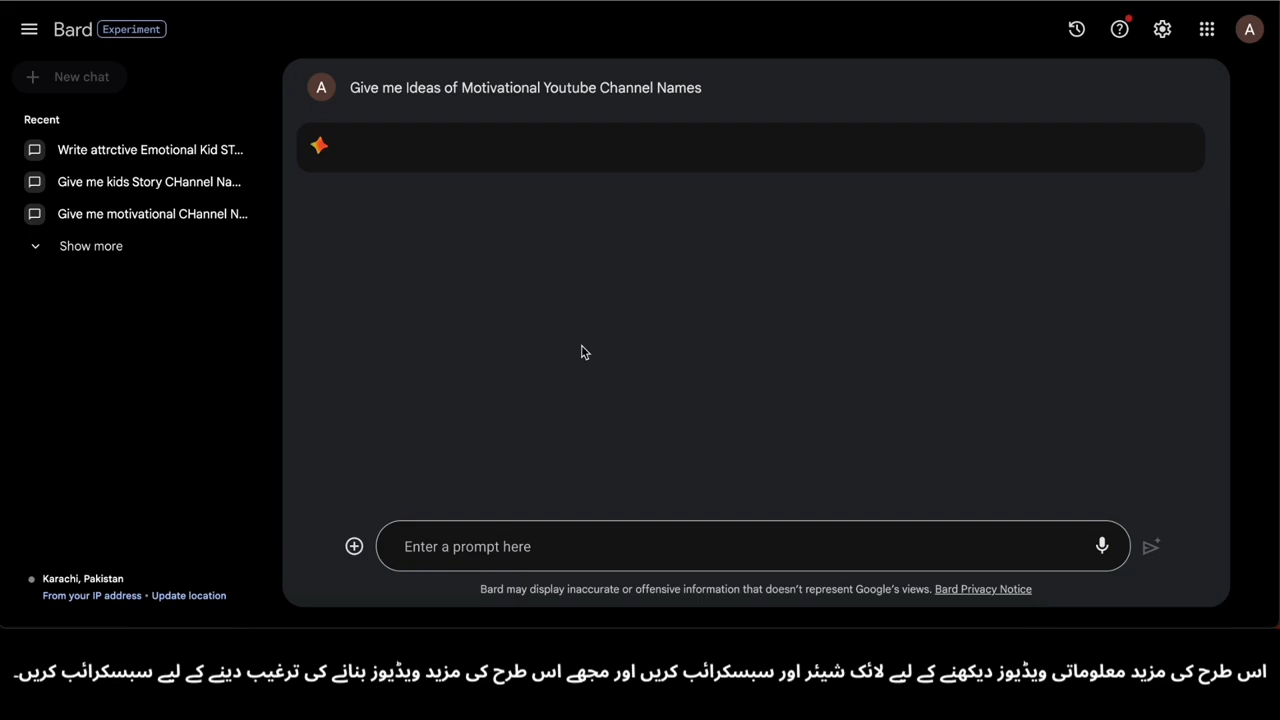 Bard Experiment
A
New chat
Recent
Write attrctive Emotional Kid ST...
Give me kids Story CHannel Na...
Give me motivational CHannel N...
Show more
A Give me Ideas of Motivational Youtube Channel Names
Enter a prompt here
Bard may display inaccurate or offensive information that doesn't represent Google's views. Bard Privacy Notice
Karachi, Pakistan
From your IP address • Update location
اس طرح کی مزید معلوماتی ویڈیوز دیکھنے کے لیے لائک شیئر اور سبسکرائب کریں اور مجھے اس طرح کی مزید ویڈیوز بنانے کی ترغیب دینے کے لیے سبسکرائب کریں۔